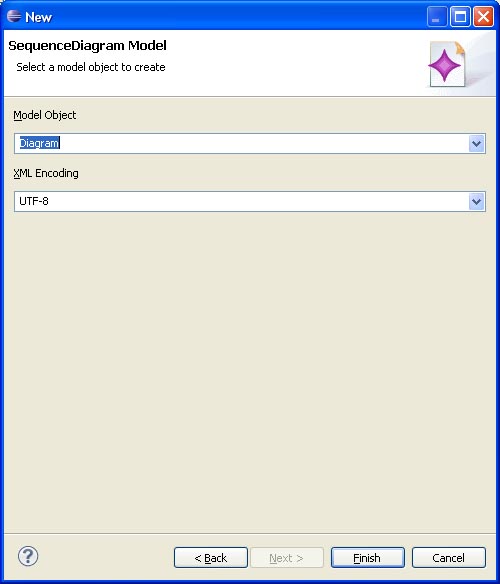 New
SequenceDiagram Model
Select a model object to create
Model Object
Diagram
XML Encoding
UTF-8
?
< Back
Next >
Finish
Cancel